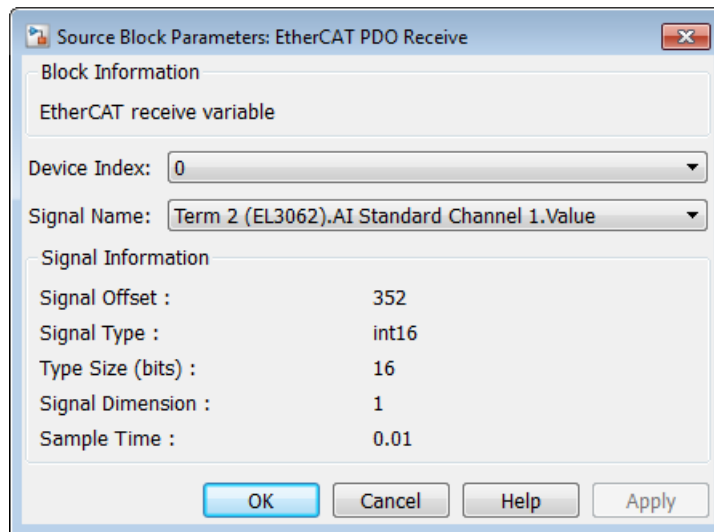 Source Block Parameters: EtherCAT PDO Receive
Block Information
EtherCAT receive variable
Device Index: 0
Signal Name: Term 2 (EL3062).AI Standard Channel 1.Value
Signal Information
Signal Offset : 352
Signal Type : int16
Type Size (bits) : 16
Signal Dimension : 1
Sample Time : 0.01
OK Cancel Help Apply